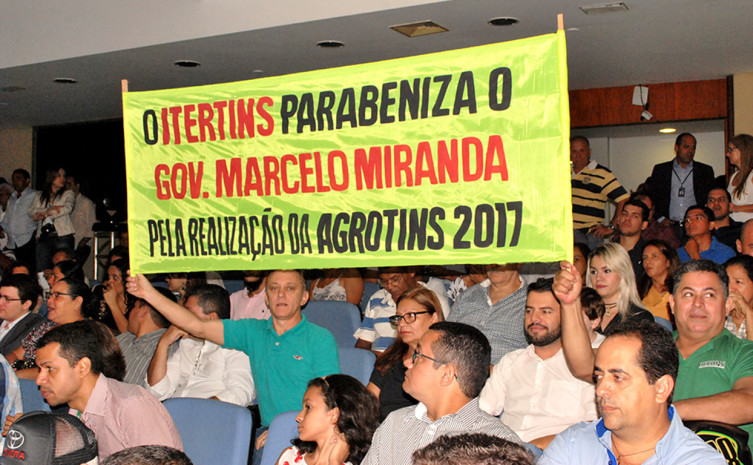 O ITERTINS PARABENIZA O
GOV. MARCELO MIRANDA
PELA REALIZAÇÃO DA AGROTINS 2017